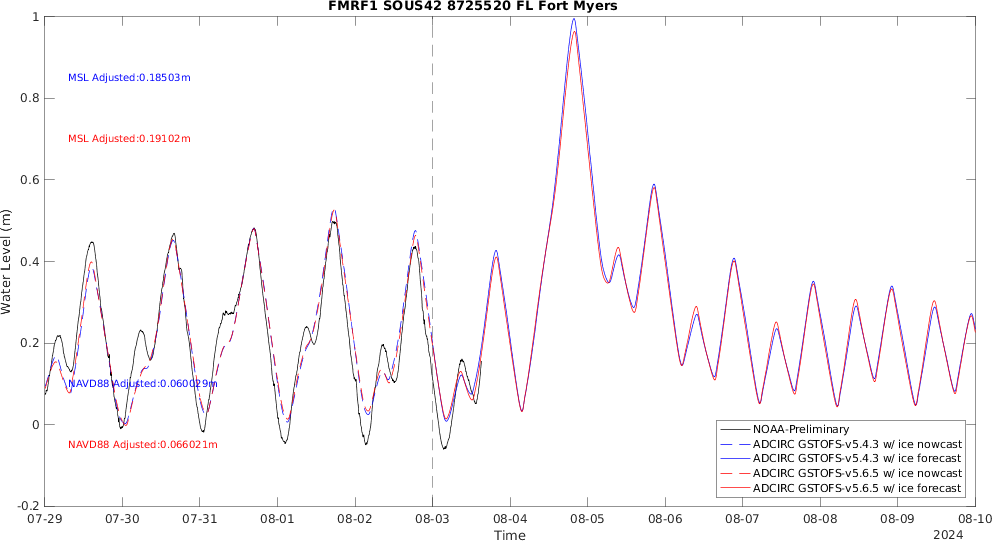 FMRF1 SOUS42 8725520 FL Fort Myers
1
MSL Adjusted:0.18503m
0.8
MSL Adjusted:0.19102m
0.6
Water Level (m)
0.4
0.2
NAVD88 Adjusted:0.060029m
0
NAVD88 Adjusted:0.066021m
NOAA-Preliminary
ADCIRC GSTOFS-v5.4.3 w/ ice nowcast
ADCIRC GSTOFS-v5.4.3 w/ ice forecast
ADCIRC GSTOFS-v5.6.5 w/ ice nowcast
ADCIRC GSTOFS-v5.6.5 w/ ice forecast
-0.2
07-29 07-30 07-31 08-01 08-02 08-03 08-04 08-05 08-06 08-07 08-08 08-09 08-10
Time
2024